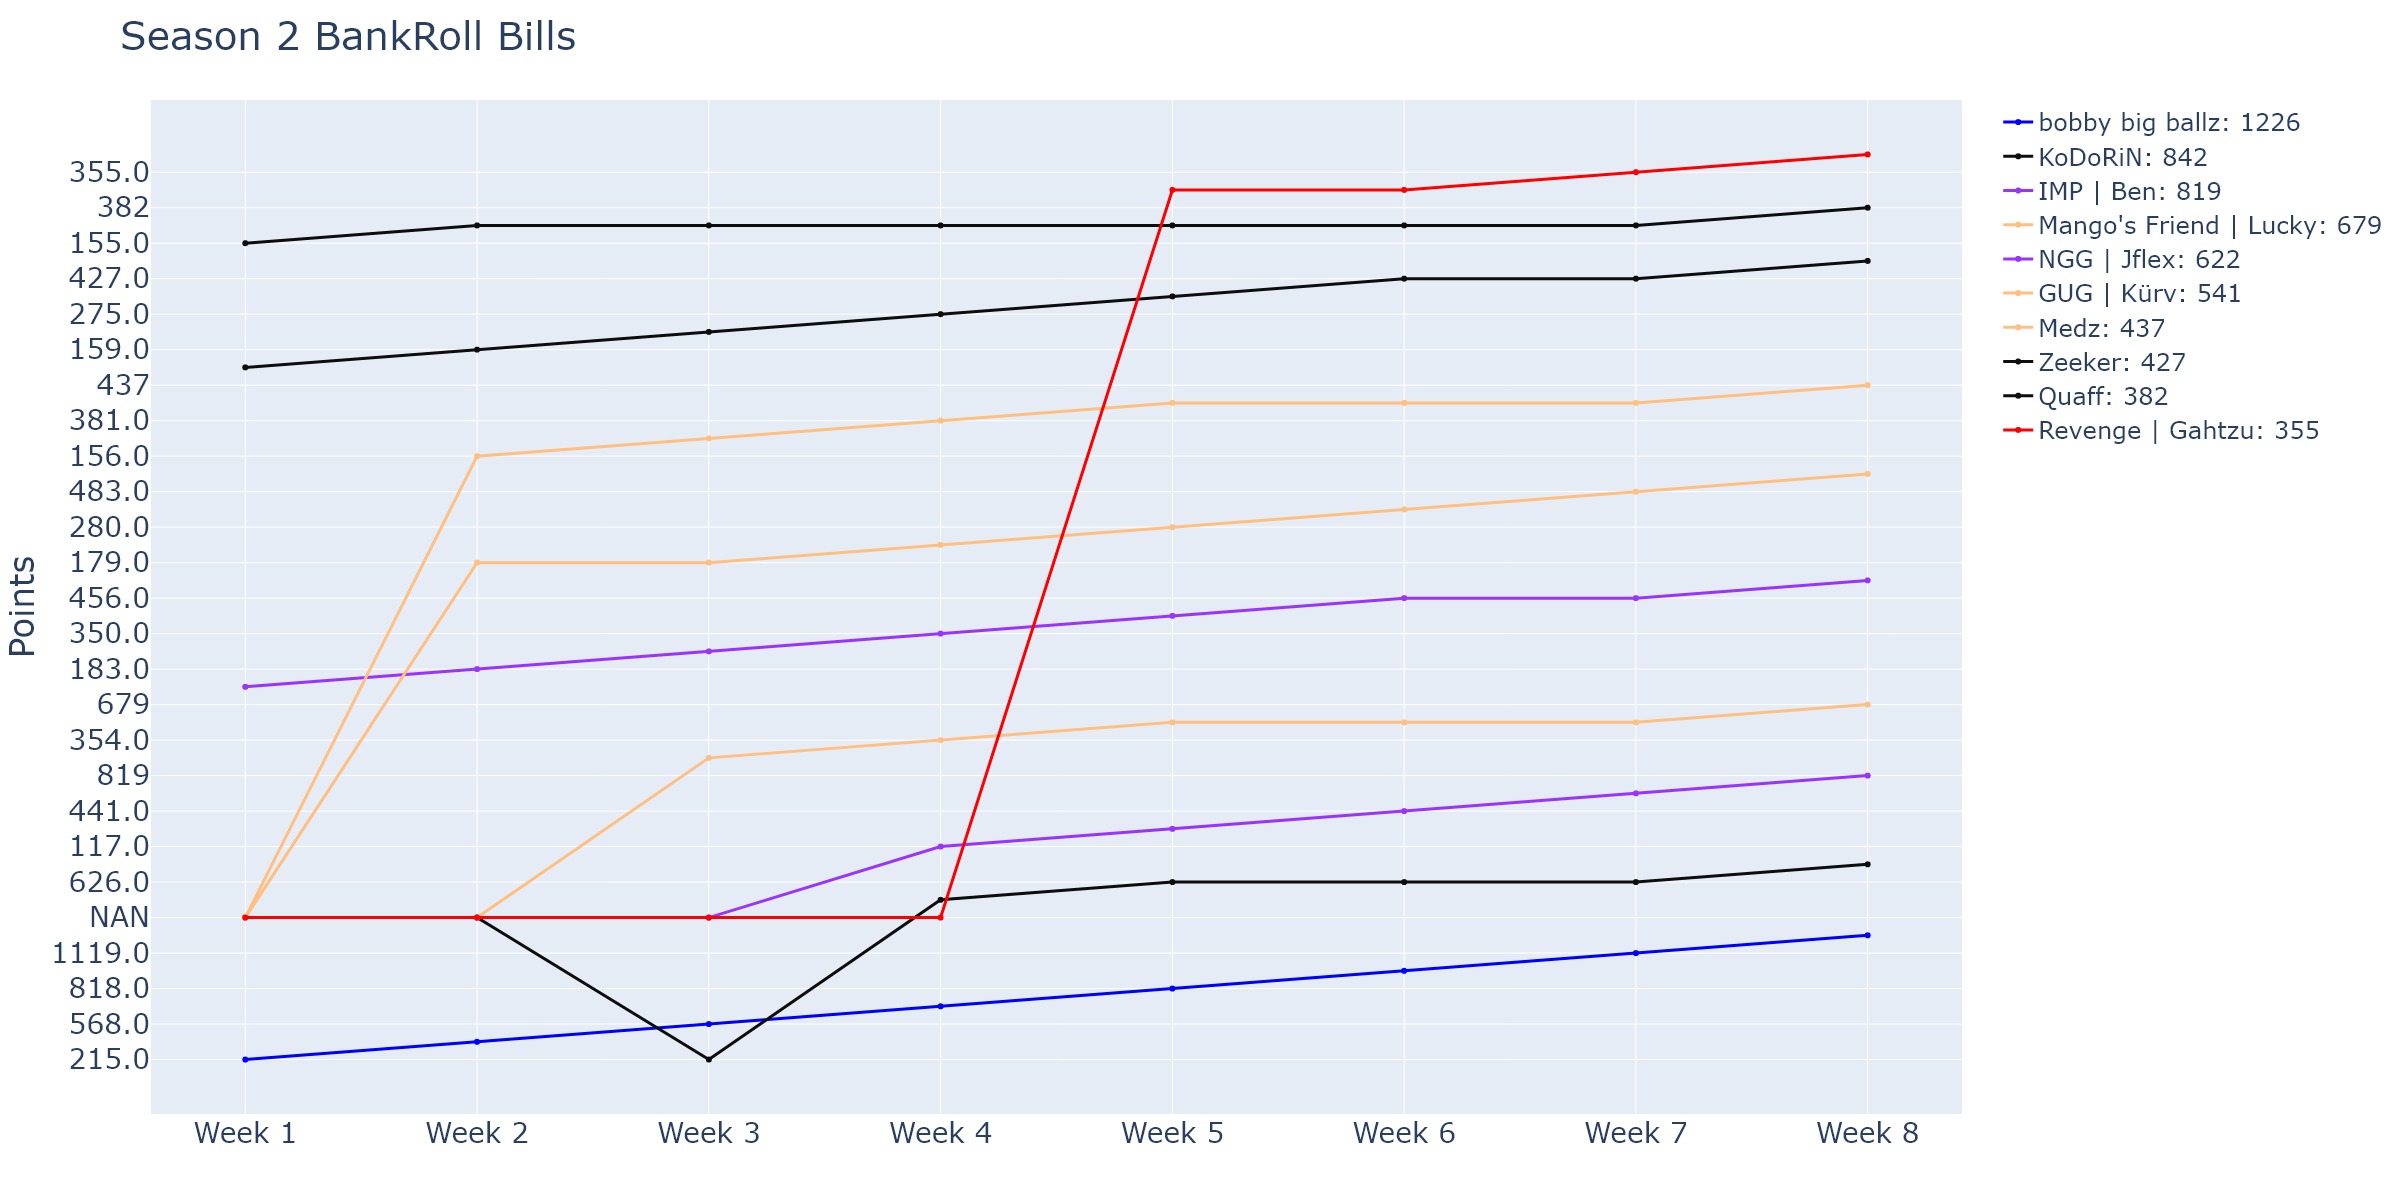 Season 2 BankRoll Bills
Points
355.0
382
155.0
427.0
275.0
159.0
437
381.0
156.0
483.0
280.0
179.0
456.0
350.0
183.0
679
354.0
819
441.0
117.0
626.0
NAN
1119.0
818.0
568.0
215.0
Week 1 Week 2 Week 3 Week 4 Week 5 Week 6 Week 7 Week 8
bobby big ballz: 1226
KoDoRiN: 842
IMP | Ben: 819
Mango's Friend | Lucky: 679
NGG | Jflex: 622
GUG | Kürv: 541
Medz: 437
Zeeker: 427
Quaff: 382
Revenge | Gahtzu: 355